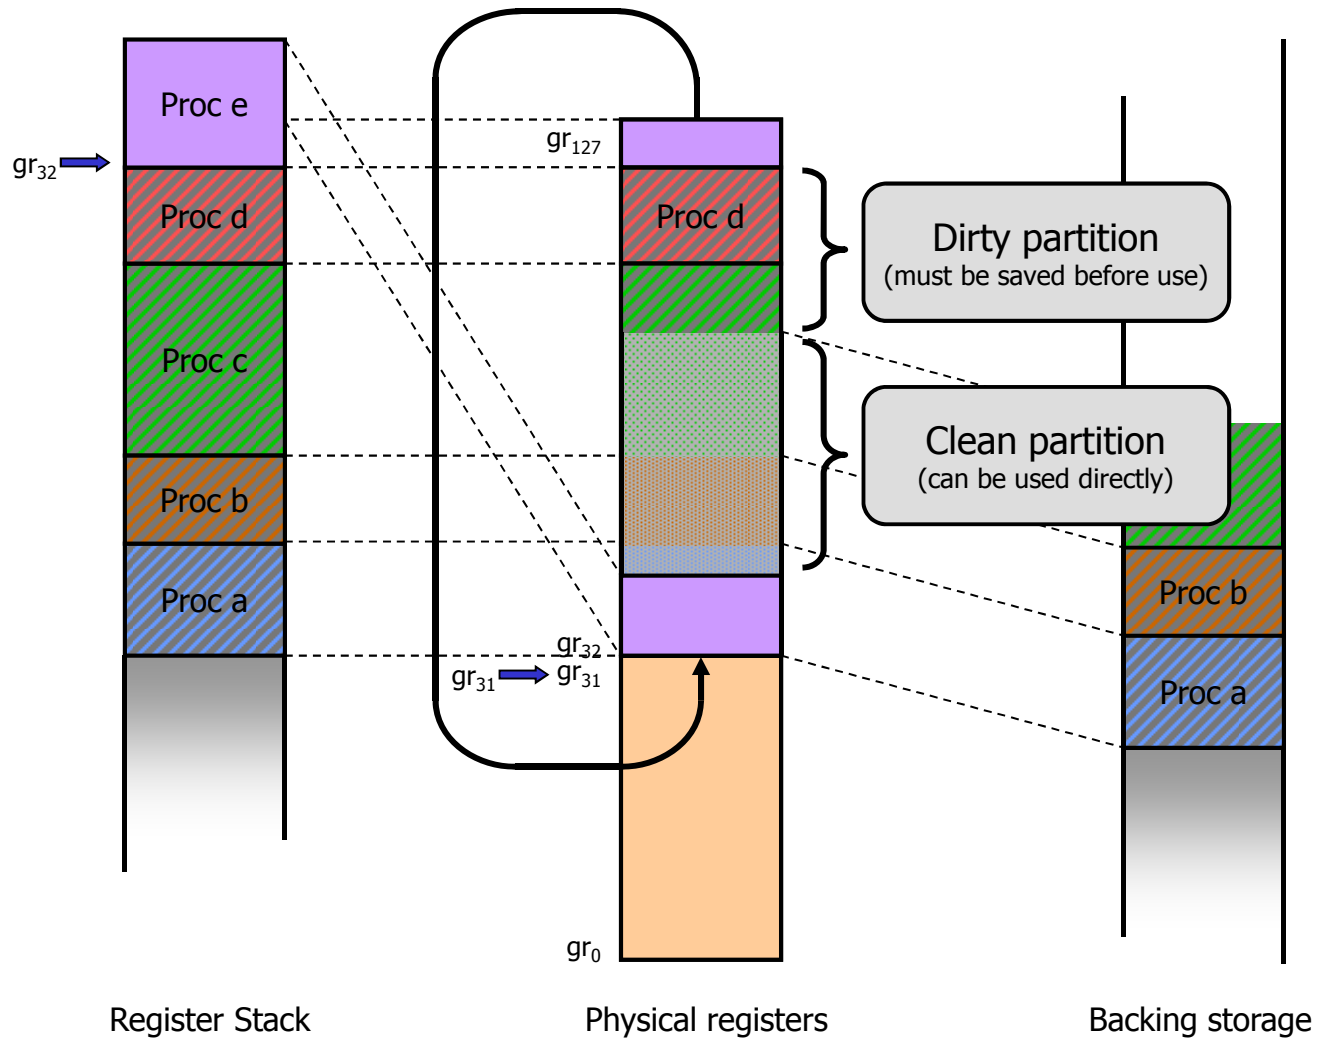 Proc e
gr32
Proc d
Proc c
Proc b
Proc a
gr127
Proc d
gr32
gr31
gr31
gr0
Dirty partition
(must be saved before use)
Clean partition
(can be used directly)
Proc b
Proc a
Register Stack
Physical registers
Backing storage